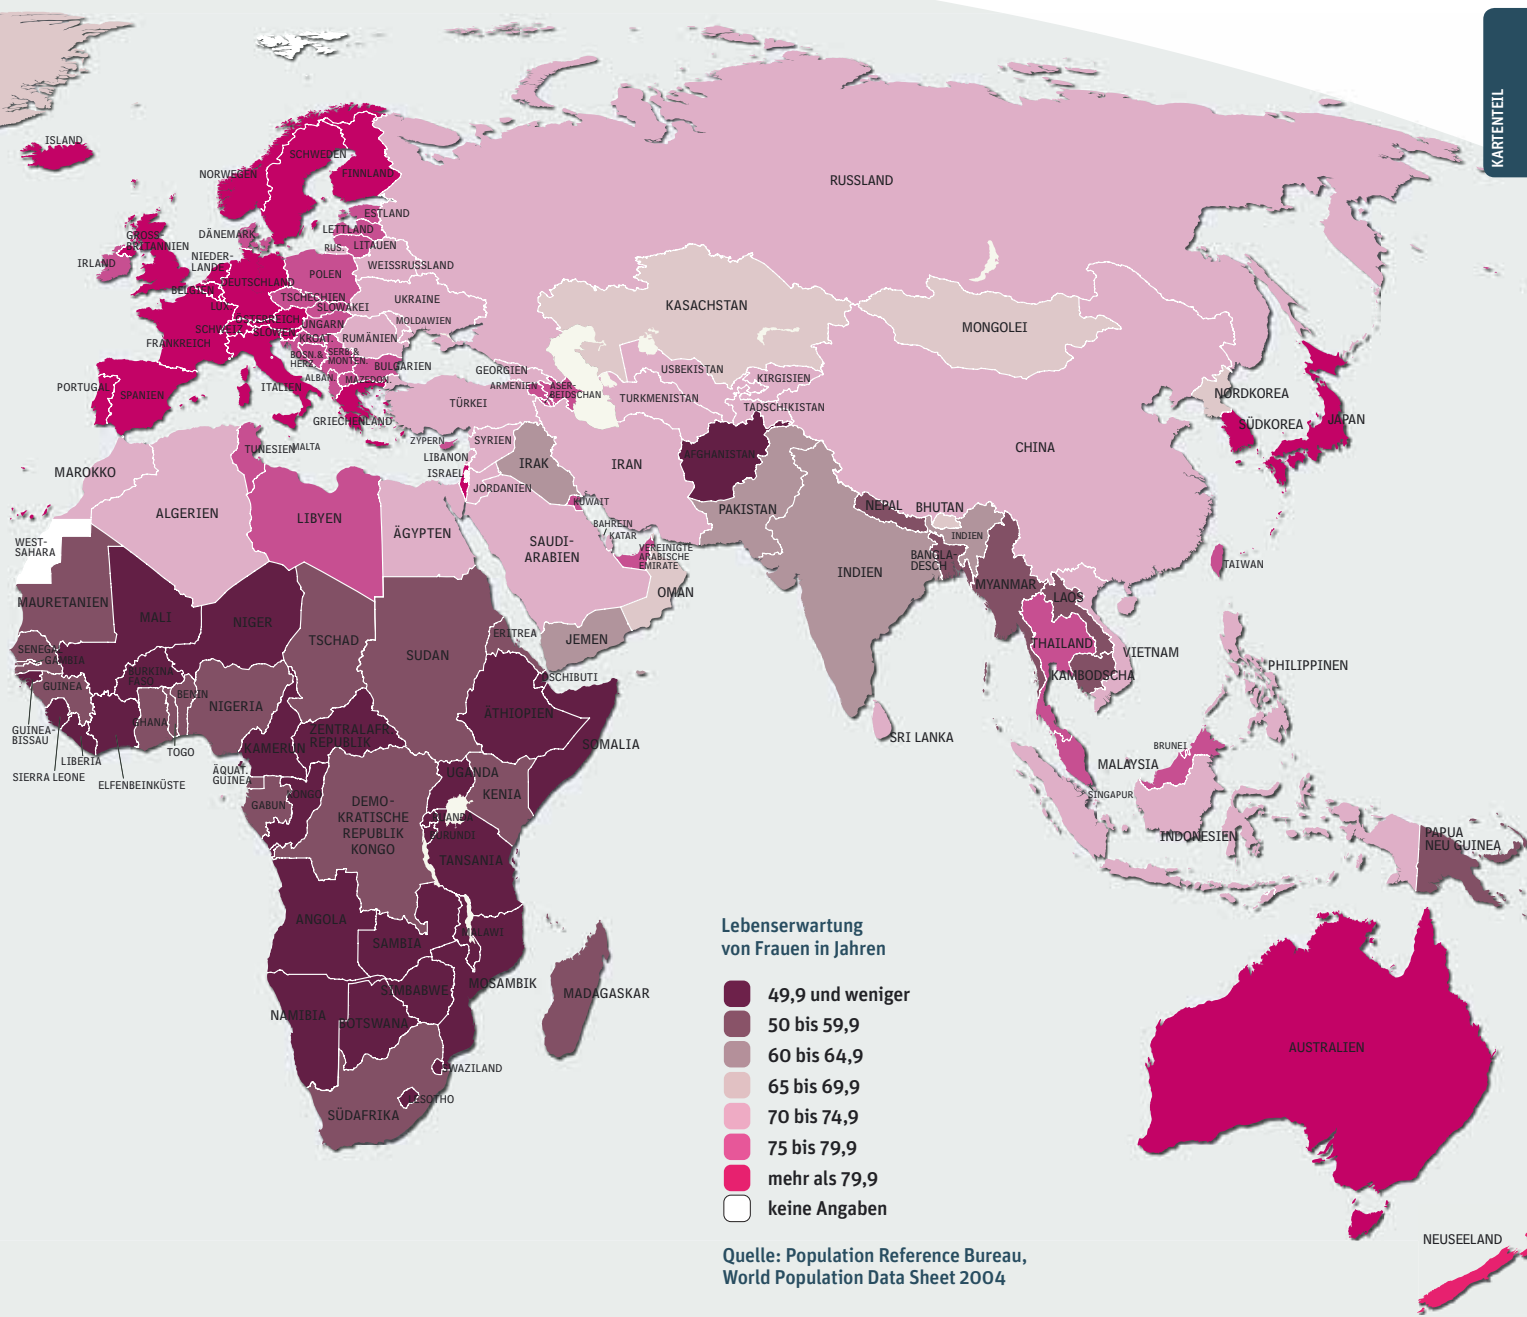 KARTENTEIL
ISLAND
NORWEGEN
SCHWEDEN
FINNLAND
RUSSLAND
ESTLAND
LETTLAND
RUS.
LITAUEN
DÄNEMARK
GROSS-
BRITANNIEN
IRLAND
NIEDER-
LANDE
WEISSRUSSLAND
POLEN
DEUTSCHLAND
BELGIEN
LUX.
TSCHECHIEN
SLOWAKEI
UKRAINE
MOLDAWIEN
ÖSTERREICH
UNGARN
SCHWEIZ
SLOWEN.
KROAT.
RUMÄNIEN
FRANKREICH
BOSN.&
HERZ.
SERB.&
MONTEN.
BULGARIEN
ALBAN.
MAZEDON.
PORTUGAL
SPANIEN
ITALIEN
GRIECHENLAND
KASACHSTAN
MONGOLEI
GEORGIEN
ARMENIEN
ASER-
BEIDSCHAN
USBEKISTAN
TURKMENISTAN
KIRGISIEN
TADSCHIKISTAN
NORDKOREA
SÜDKOREA
JAPAN
CHINA
TÜRKEI
ZYPERN
SYRIEN
LIBANON
ISRAEL
JORDANIEN
IRAK
IRAN
AFGHANISTAN
PAKISTAN
KUWAIT
BAHREIN
KATAR
VEREINIGTE
ARABISCHE
EMIRATE
SAUDI-
ARABIEN
OMAN
JEMEN
NEPAL
BHUTAN
INDIEN
BANGLA-
DESCH
INDIEN
MYANMAR
LAOS
THAILAND
VIETNAM
KAMBODSCHA
TAIWAN
PHILIPPINEN
SRI LANKA
BRUNEI
MALAYSIA
SINGAPUR
INDONESIEN
PAPUA
NEU GUINEA
AUSTRALIEN
NEUSEELAND
MAROKKO
TUNESIEN
MALTA
ALGERIEN
LIBYEN
ÄGYPTEN
WEST-
SAHARA
MAURETANIEN
MALI
NIGER
TSCHAD
SUDAN
ERITREA
DSCHIBUTI
ÄTHIOPIEN
SOMALIA
SENEGAL
GAMBIA
GUINEA
GUINEA-
BISSAU
SIERRA LEONE
LIBERIA
ELFENBEINKÜSTE
BURKINA
FASO
GHANA
TOGO
BENIN
NIGERIA
KAMERUN
ZENTRALAFR.
REPUBLIK
ÄQUAT.
GUINEA
GABUN
KONGO
DEMO-
KRATISCHE
REPUBLIK
KONGO
UGANDA
KENIA
RUANDA
BURUNDI
TANSANIA
ANGOLA
SAMBIA
MALAWI
MOSAMBIK
SIMBABWE
NAMIBIA
BOTSWANA
MADAGASKAR
SWAZILAND
LESOTHO
SÜDAFRIKA
Lebenserwartung
von Frauen in Jahren
49,9 und weniger
50 bis 59,9
60 bis 64,9
65 bis 69,9
70 bis 74,9
75 bis 79,9
mehr als 79,9
keine Angaben
Quelle: Population Reference Bureau,
World Population Data Sheet 2004